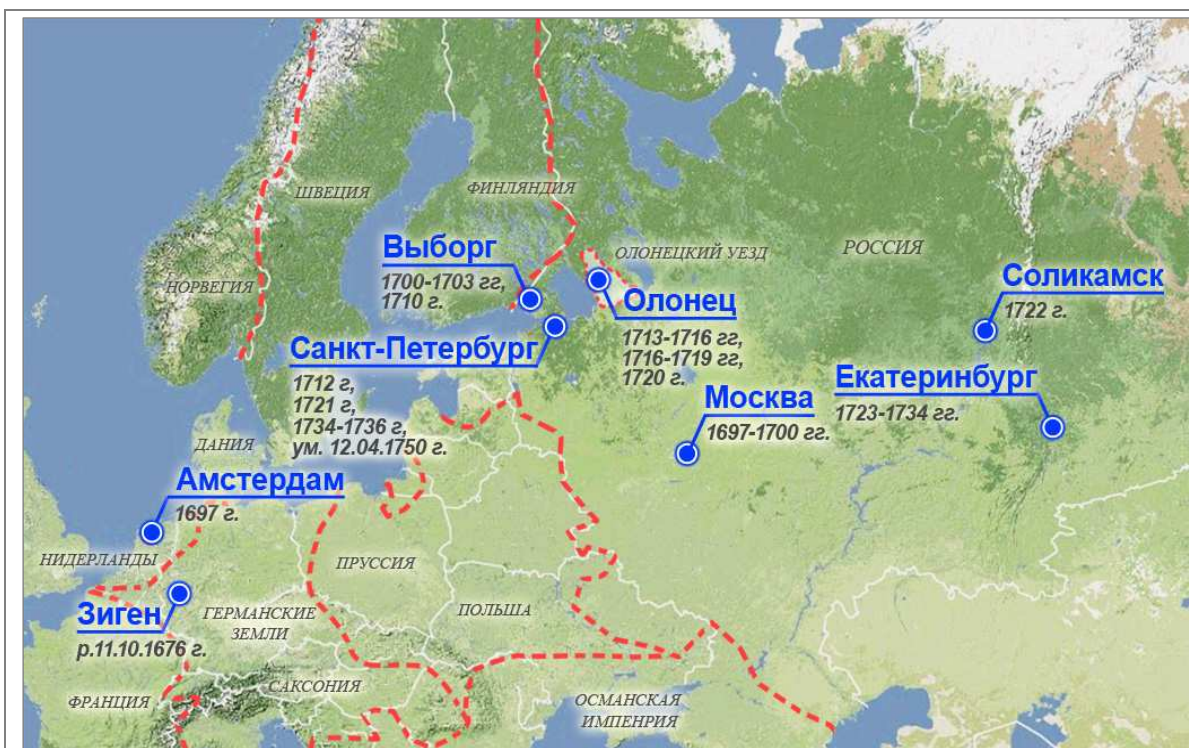 ШВЕЦИЯ
ФИНЛЯНДИЯ
НОРВЕГИЯ
Выборг
1700-1703 гг,
1710 г.
ОЛОНЕЦКИЙ УЕЗД
РОССИЯ
Олонец
1713-1716 гг,
1716-1719 гг,
1720 г.
Соликамск
1722 г.
Санкт-Петербург
1712 г,
1721 г,
1734-1736 г,
ум. 12.04.1750 г.
Москва
1697-1700 гг.
Екатеринбург
1723-1734 гг.
ДАНИЯ
Амстердам
1697 г.
НИДЕРЛАНДЫ
ПРУССИЯ
Зиген
р.11.10.1676 г.
ГЕРМАНСКИЕ
ЗЕМЛИ
ПОЛЬША
ФРАНЦИЯ
САКСОНИЯ
ОСМАНСКАЯ
ИМПЕНРИЯ